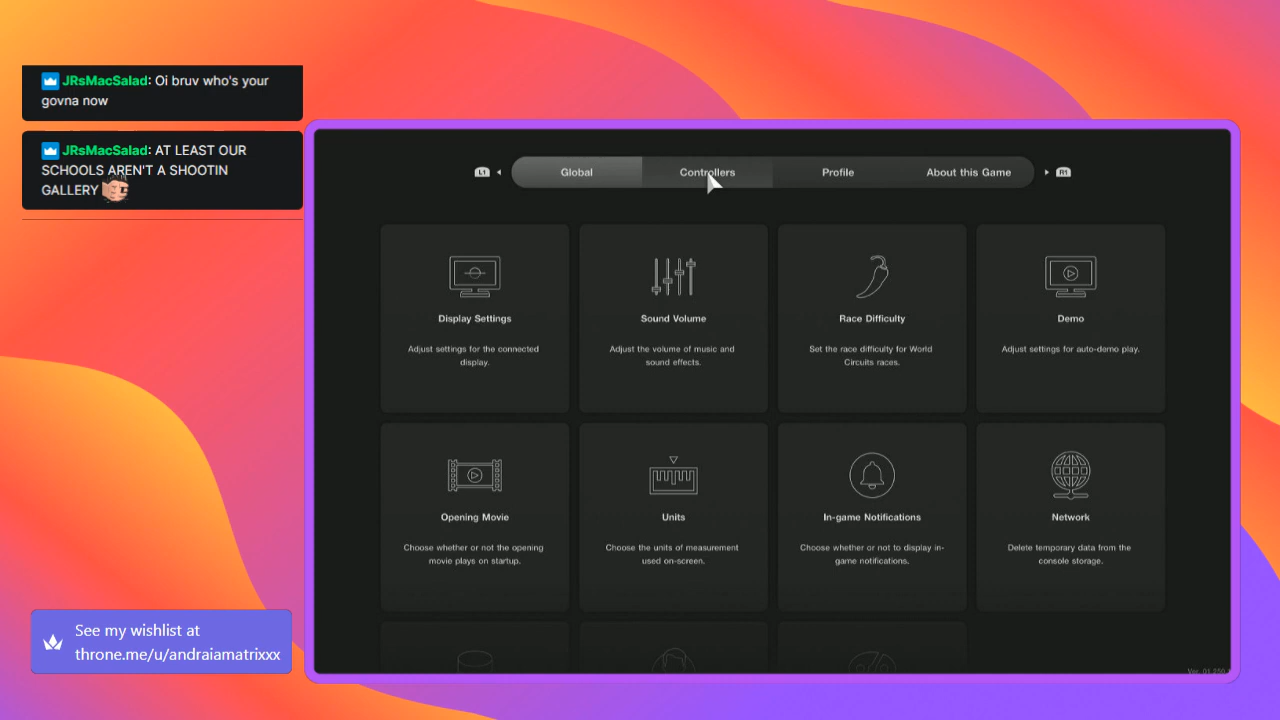 JRsMacSalad: Oi bruv who's your
govna now
JRsMacSalad: AT LEAST OUR
SCHOOLS AREN'T A SHOOTIN
GALLERY
L1
Global
Controllers
Profile
About this Game
R1
Display Settings
Adjust settings for the connected
display.
Sound Volume
Adjust the volume of music and
sound effects.
Race Difficulty
Set the race difficulty for World
Circuits races.
Demo
Adjust settings for auto-demo play.
Opening Movie
Choose whether or not the opening
movie plays on startup.
Units
Choose the units of measurement
used on-screen.
In-game Notifications
Choose whether or not to display in-
game notifications.
Network
Delete temporary data from the
console storage.
See my wishlist at
throne.me/u/andraiamatrixxx